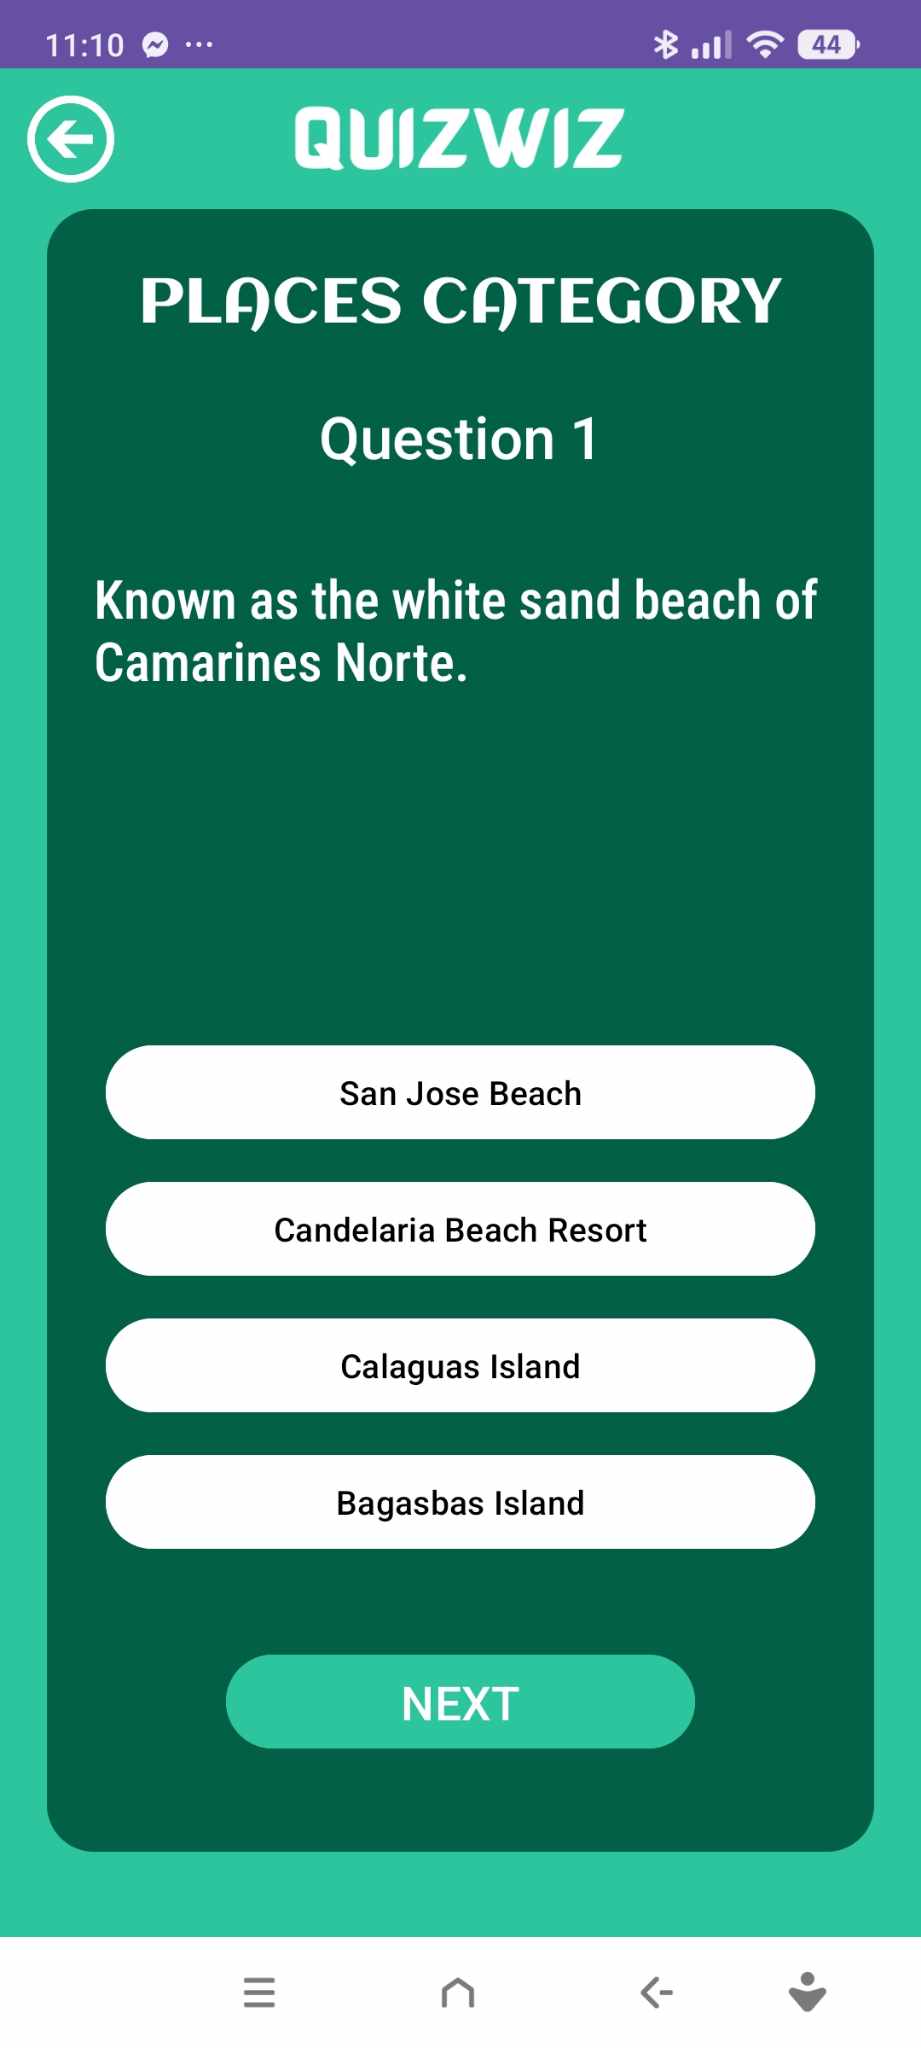 11:10
44
QUIZWIZ
PLACES CATEGORY
Question 1
Known as the white sand beach of
Camarines Norte.
San Jose Beach
Candelaria Beach Resort
Calaguas Island
Bagasbas Island
NEXT